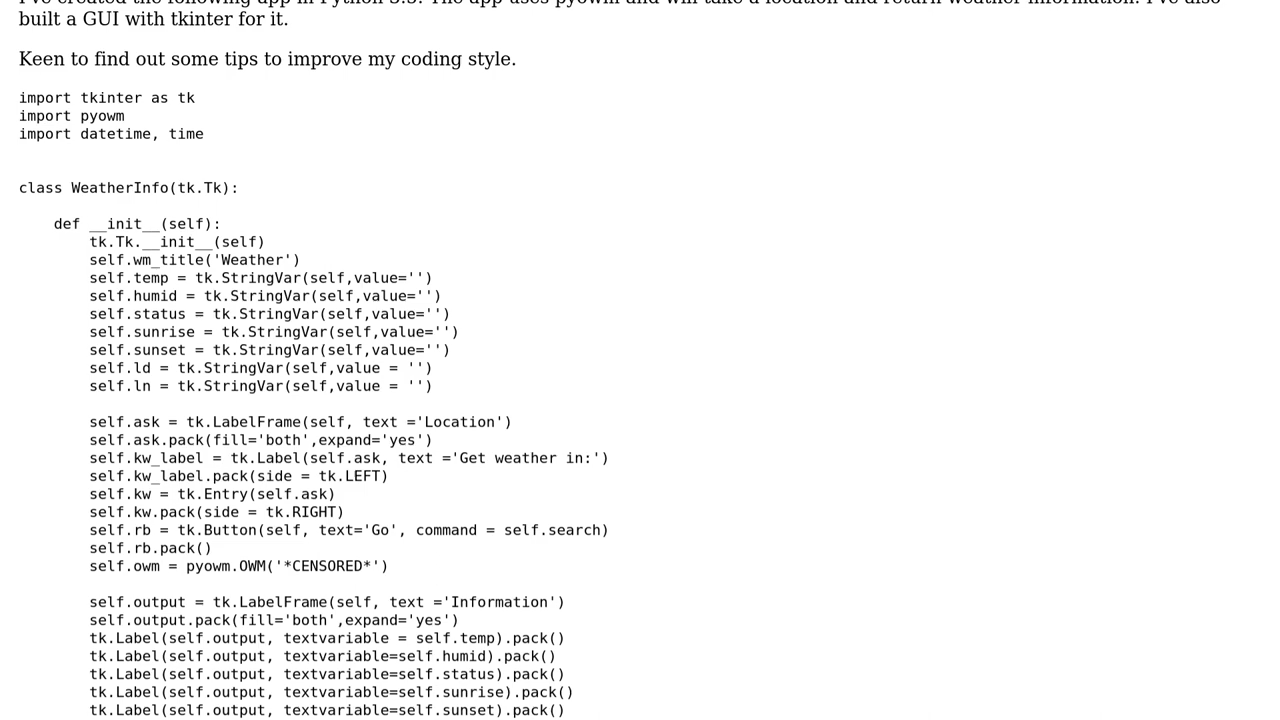 built a GUI with tkinter for it.
Keen to find out some tips to improve my coding style.
import tkinter as tk
import pyowm
import datetime, time
class WeatherInfo(tk.Tk):
    def __init__(self):
        tk.Tk.__init__(self)
        self.wm_title('Weather')
        self.temp = tk.StringVar(self,value='')
        self.humid = tk.StringVar(self,value='')
        self.status = tk.StringVar(self,value='')
        self.sunrise = tk.StringVar(self,value='')
        self.sunset = tk.StringVar(self,value='')
        self.ld = tk.StringVar(self,value = '')
        self.ln = tk.StringVar(self,value = '')
        self.ask = tk.LabelFrame(self, text ='Location')
        self.ask.pack(fill='both',expand='yes')
        self.kw_label = tk.Label(self.ask, text ='Get weather in:')
        self.kw_label.pack(side = tk.LEFT)
        self.kw = tk.Entry(self.ask)
        self.kw.pack(side = tk.RIGHT)
        self.rb = tk.Button(self, text='Go', command = self.search)
        self.rb.pack()
        self.owm = pyowm.OWM('*CENSORED*')
        self.output = tk.LabelFrame(self, text ='Information')
        self.output.pack(fill='both',expand='yes')
        tk.Label(self.output, textvariable = self.temp).pack()
        tk.Label(self.output, textvariable=self.humid).pack()
        tk.Label(self.output, textvariable=self.status).pack()
        tk.Label(self.output, textvariable=self.sunrise).pack()
        tk.Label(self.output, textvariable=self.sunset).pack()